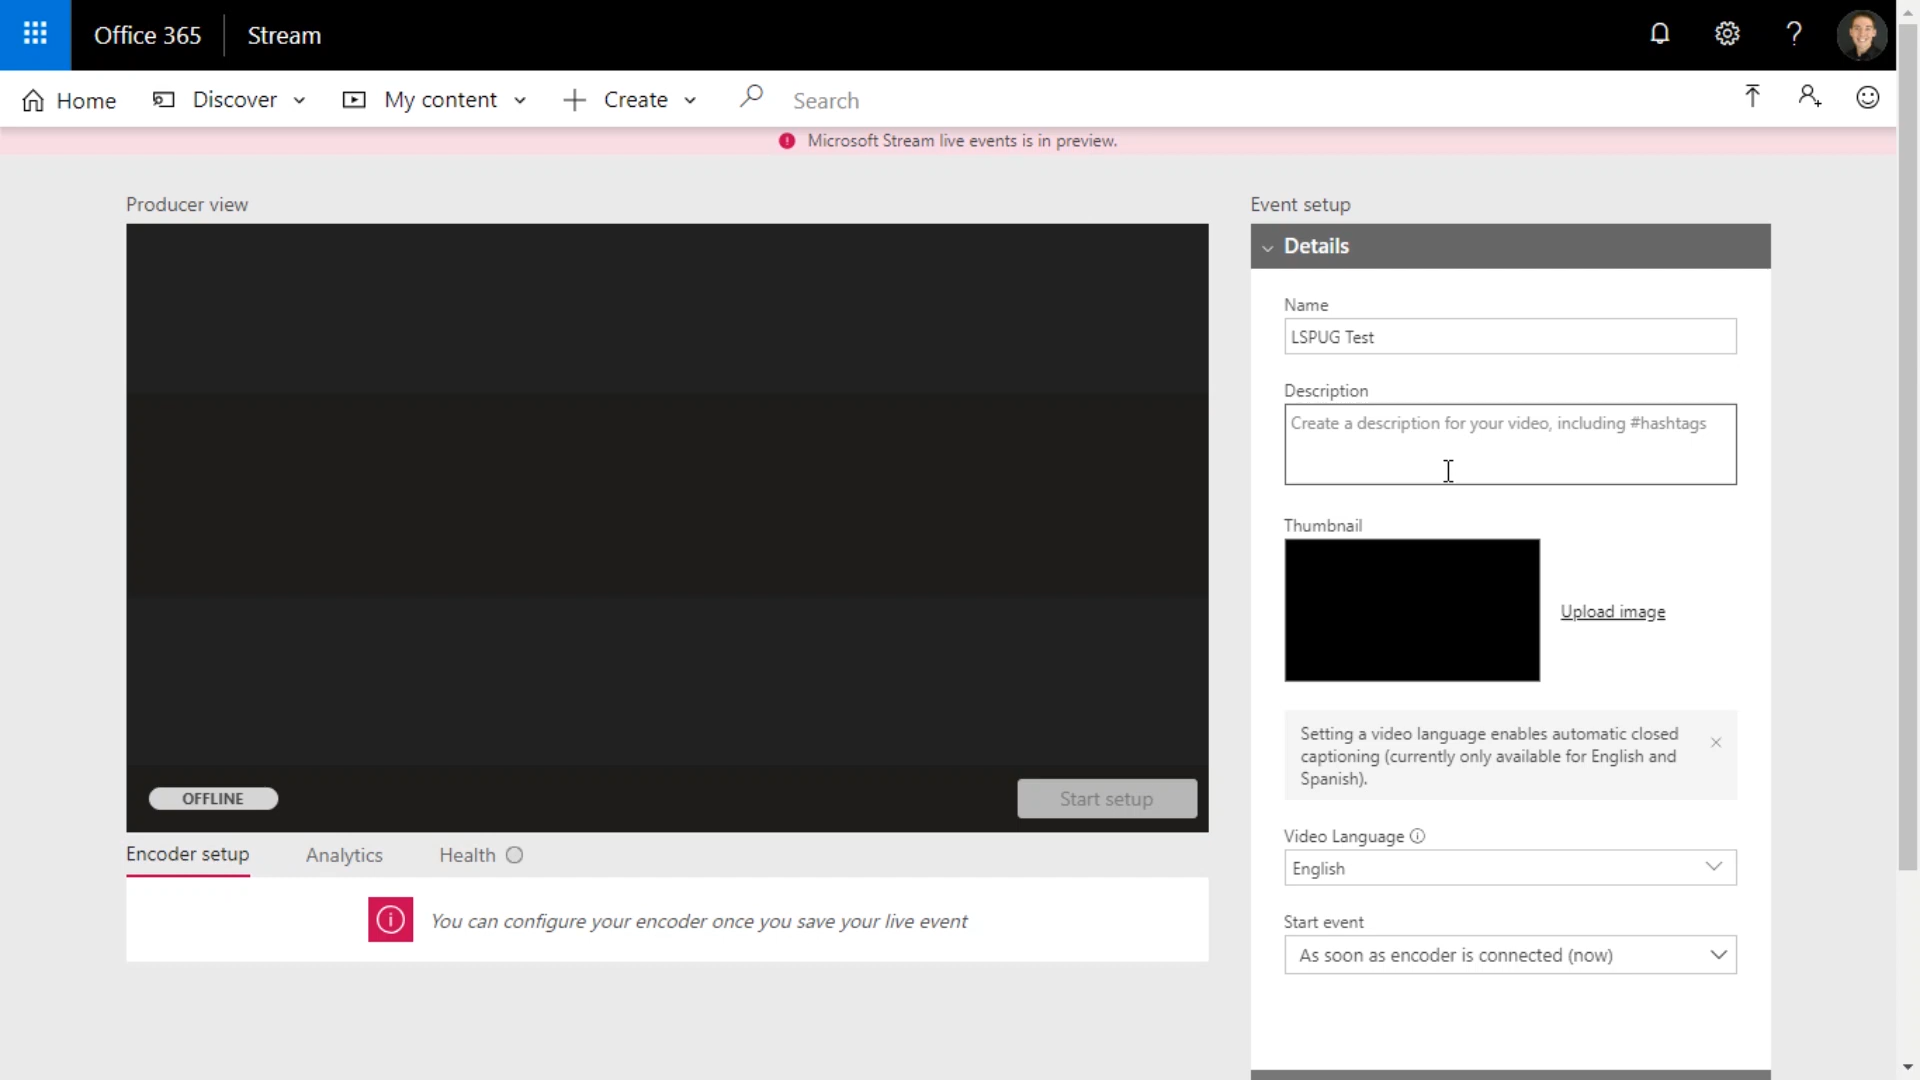 Office 365
Stream
Home
Discover
My content
Create
Search
Microsoft Stream live events is in preview.
Producer view
OFFLINE
Start setup
Encoder setup
Analytics
Health
You can configure your encoder once you save your live event
Event setup
Details
Name
LSPUG Test
Description
Create a description for your video, including #hashtags
Thumbnail
Upload image
Setting a video language enables automatic closed
captioning (currently only available for English and
Spanish).
Video Language
English
Start event
As soon as encoder is connected (now)